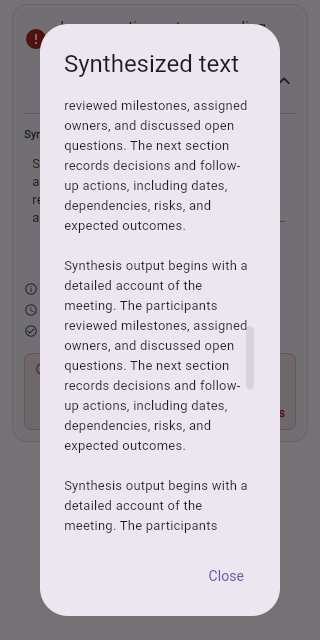 Synthesized text
reviewed milestones, assigned
owners, and discussed open
questions. The next section
records decisions and follow-
up actions, including dates,
dependencies, risks, and
expected outcomes.
Synthesis output begins with a
detailed account of the
meeting. The participants
reviewed milestones, assigned
owners, and discussed open
questions. The next section
records decisions and follow-
up actions, including dates,
dependencies, risks, and
expected outcomes.
Synthesis output begins with a
detailed account of the
meeting. The participants
Close